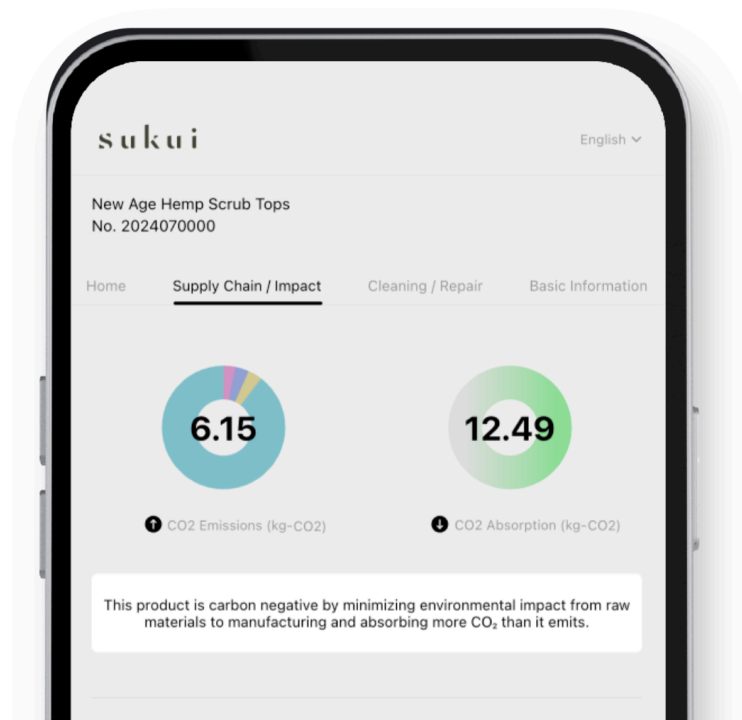 sukui
English
New Age Hemp Scrub Tops
No. 2024070000
Home Supply Chain / Impact Cleaning / Repair Basic Information
6.15 12.49
CO2 Emissions (kg-CO2) CO2 Absorption (kg-CO2)
This product is carbon negative by minimizing environmental impact from raw
materials to manufacturing and absorbing more CO₂ than it emits.